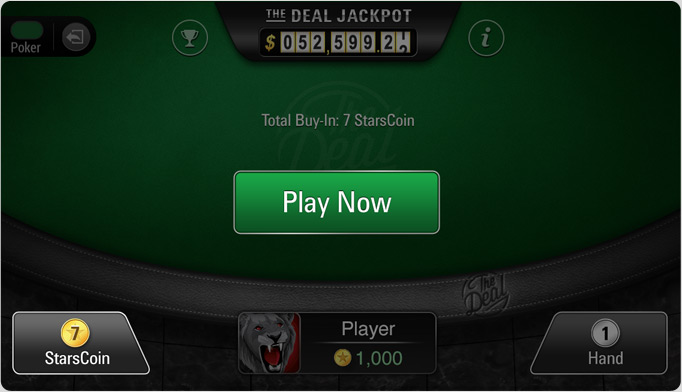 THE DEAL JACKPOT
$ 052,599.2
Poker
Total Buy-In: 7 StarsCoin
The Deal
Play Now
The Deal
7
StarsCoin
Player
1,000
1
Hand